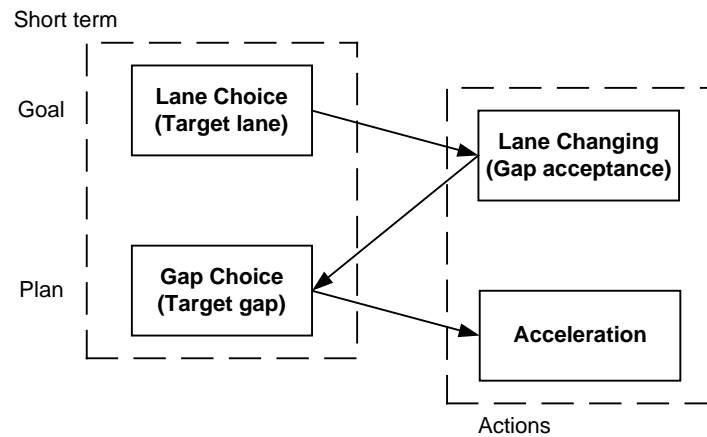 Short term
Goal
Lane Choice
(Target lane)
Lane Changing
(Gap acceptance)
Plan
Gap Choice
(Target gap)
Acceleration
Actions